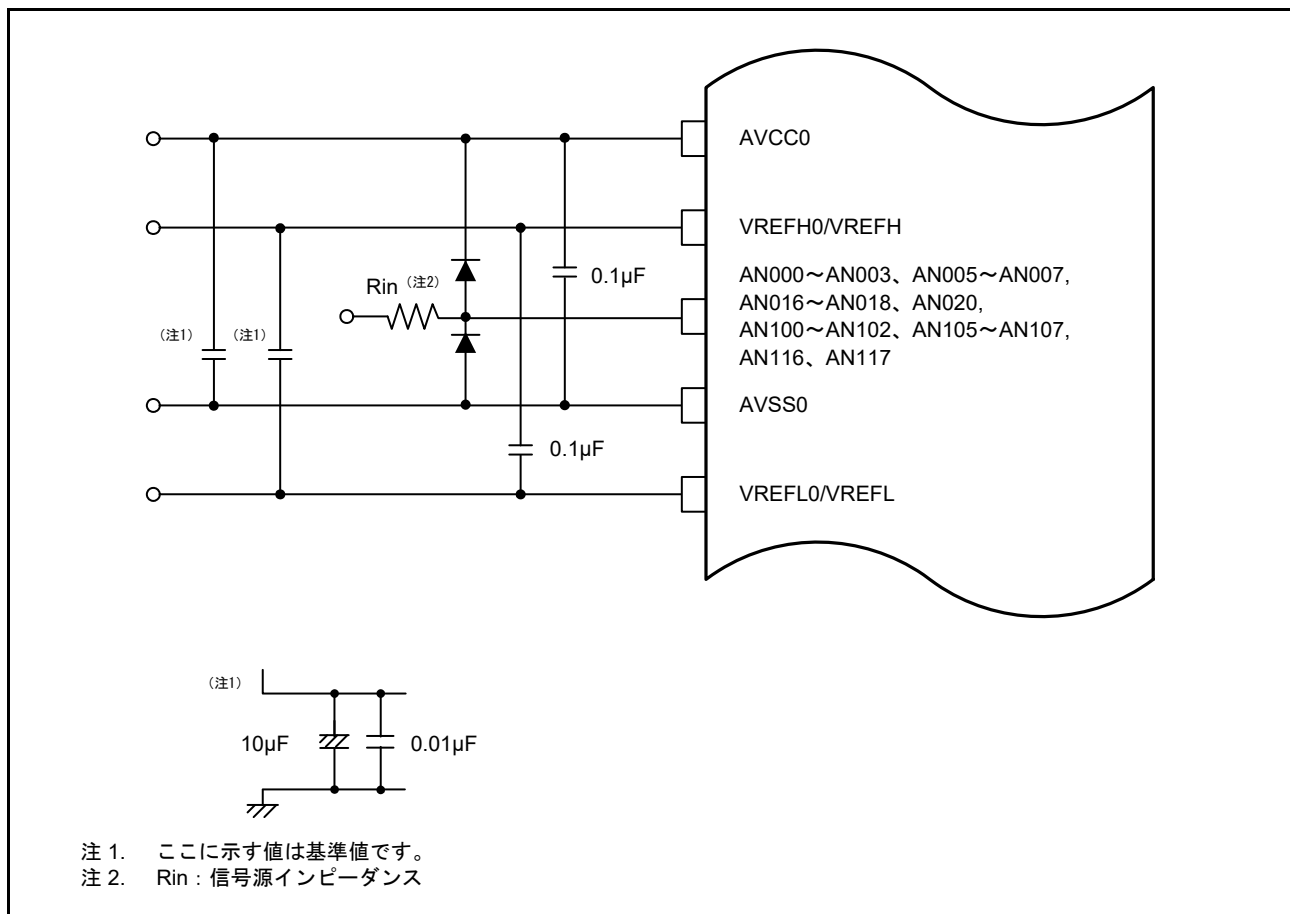 AVCC0
VREFH0/VREFH
Rin (注2)
0.1µF
AN000～AN003、AN005～AN007,
AN016～AN018、AN020,
AN100～AN102、AN105～AN107,
AN116、AN117
(注1)
(注1)
AVSS0
0.1µF
VREFL0/VREFL
(注1)
10µF
0.01µF
注 1. ここに示す値は基準値です。
注 2. Rin：信号源インピーダンス